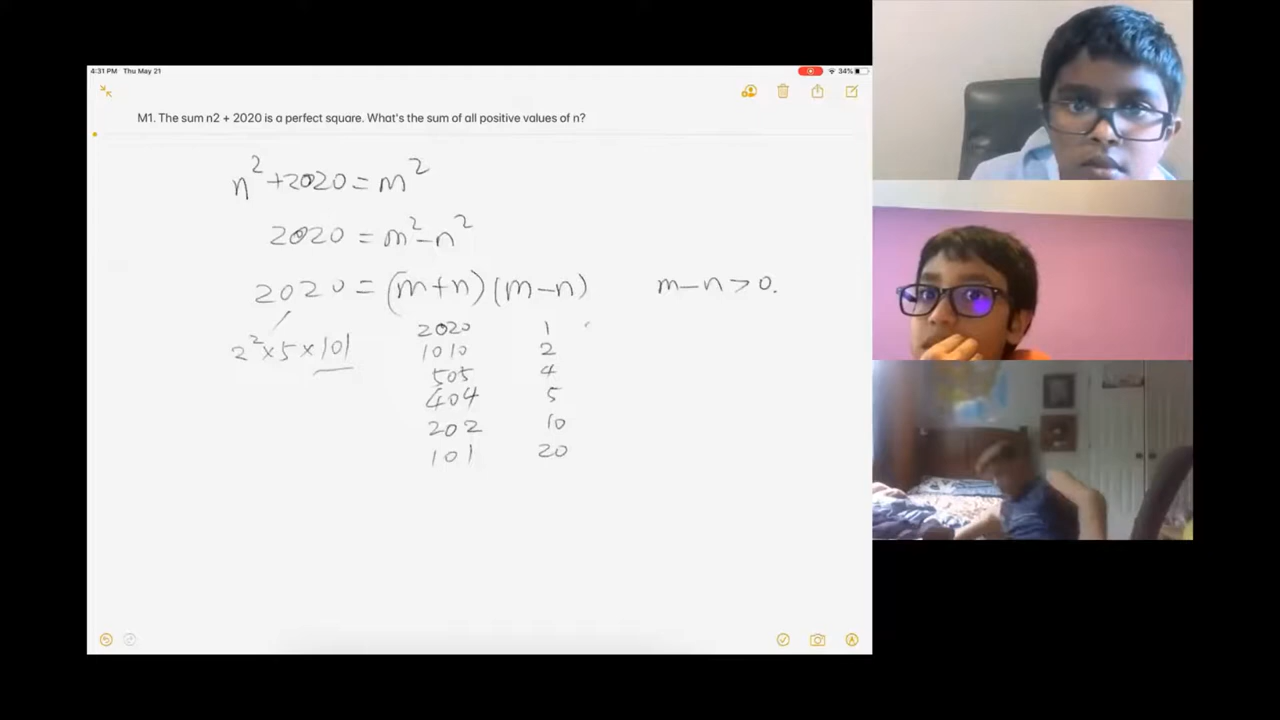 4:31 PM Thu May 21 34%
M1. The sum n2 + 2020 is a perfect square. What's the sum of all positive values of n?
n² + 2020 = m²
2020 = m² - n²
2020 = (m+n)(m-n) m-n>0.
2020 1
2² × 5 × 101 1010 2
505 4
404 5
202 10
101 20